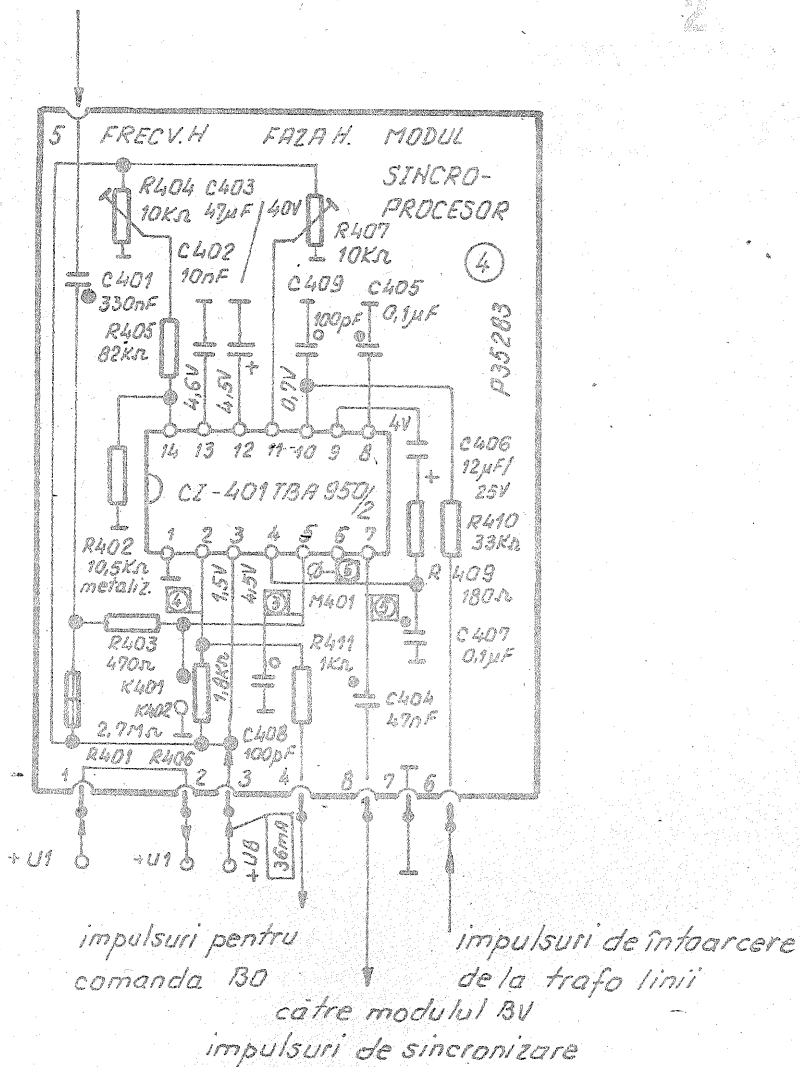 2
5 FRECV. H FAZA H. MODUL
SINCRO-
PROCESOR
4
P35283
R404
10KΩ
C403
47μF/40V
C402
10nF
R407
10KΩ
C401
330nF
R405
82KΩ
C409
100pF
C405
0,1μF
4,6V
4,5V
0,7V
4V
14 13 12 11 10 9 8
CI-401 TBA 950/2
C406
12μF/
25V
R410
33KΩ
1 2 3 4 5 6 7
R402
10,5KΩ
metaliz.
1,5V
4,5V
4
3
Ø
6
M401
5
R409
180Ω
C407
0,1μF
R403
470Ω
K401
K402
1,8KΩ
R411
1KΩ
C404
47nF
2,7MΩ
C408
100pF
R401 R406
1 2 3 4 8 7 6
+U1
+U1
+U8
36mA
impulsuri pentru
comanda BO
impulsuri de întoarcere
de la trafo linii
către modulul BV
impulsuri de sincronizare